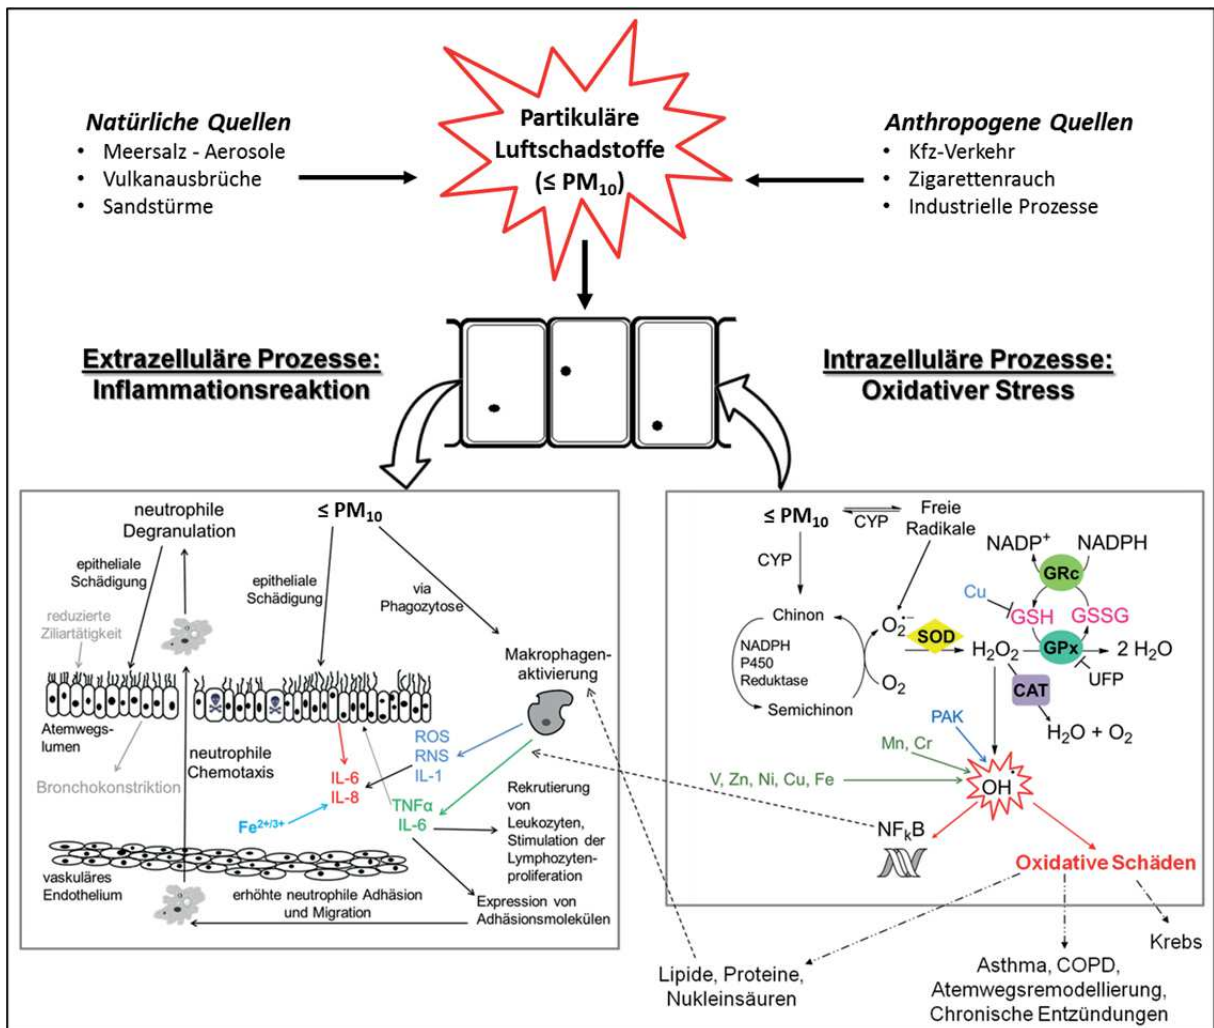 Partikuläre
Luftschadstoffe
(≤ PM₁₀)
Natürliche Quellen
• Meersalz - Aerosole
• Vulkanausbrüche
• Sandstürme
Anthropogene Quellen
• Kfz-Verkehr
• Zigarettenrauch
• Industrielle Prozesse
Extrazelluläre Prozesse:
Inflammationsreaktion
Intrazelluläre Prozesse:
Oxidativer Stress
neutrophile
Degranulation
≤ PM₁₀
epitheliale
Schädigung
epitheliale
Schädigung
via
Phagozytose
reduzierte
Ziliartätigkeit
Makrophagen-
aktivierung
Atemwegs-
lumen
neutrophile
Chemotaxis
Bronchokonstriktion
ROS
RNS
IL-1
IL-6
IL-8
Fe²⁺/³⁺
TNFα
IL-6
Rekrutierung
von
Leukozyten,
Stimulation der
Lymphozyten-
proliferation
vaskuläres
Endothelium
erhöhte neutrophile Adhäsion
und Migration
Expression von
Adhäsionsmolekülen
≤ PM₁₀
CYP
Freie
Radikale
CYP
NADP⁺
NADPH
GRc
Cu
GSH
GSSG
Chinon
O₂˙⁻
SOD
H₂O₂
GPx
2 H₂O
NADPH
P450
Reduktase
O₂
UFP
CAT
Semichinon
PAK
H₂O + O₂
Mn, Cr
V, Zn, Ni, Cu, Fe
OH˙
NFₖB
Oxidative Schäden
Krebs
Lipide, Proteine,
Nukleinsäuren
Asthma, COPD,
Atemwegsremodellierung,
Chronische Entzündungen